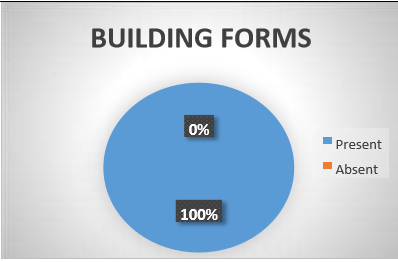 BUILDING FORMS
0%
Present
Absent
100%